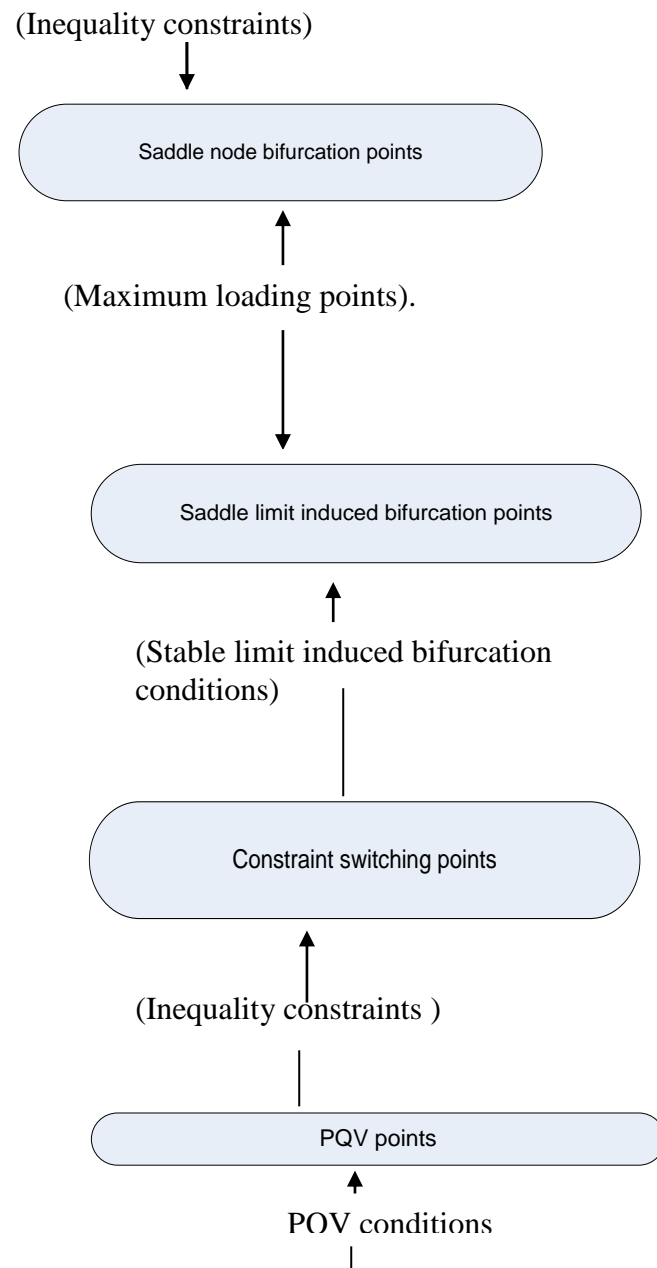 (Inequality constraints)
Saddle node bifurcation points
(Maximum loading points).
Saddle limit induced bifurcation points
(Stable limit induced bifurcation
conditions)
Constraint switching points
(Inequality constraints )
PQV points
PQV conditions